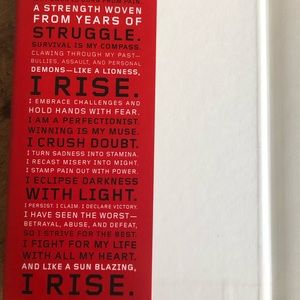 BORN FROM PAIN.
A STRENGTH WOVEN
FROM YEARS OF
STRUGGLE.
SURVIVAL IS MY COMPASS.
CLAWING THROUGH MY PAST—
BULLIES, ASSAULT, AND PERSONAL
DEMONS—LIKE A LIONESS,
I RISE.
I EMBRACE CHALLENGES AND
HOLD HANDS WITH FEAR.
I AM A PERFECTIONIST.
WINNING IS MY MUSE.
I CRUSH DOUBT.
I TURN SADNESS INTO STAMINA.
I RECAST MISERY INTO MIGHT.
I STAMP PAIN OUT WITH POWER.
I ECLIPSE DARKNESS
WITH LIGHT.
I PERSIST. I CLAIM. I DECLARE VICTORY.
I HAVE SEEN THE WORST—
BETRAYAL, ABUSE, AND DEFEAT,
SO I STRIVE FOR THE BEST.
I FIGHT FOR MY LIFE
WITH ALL MY HEART.
AND LIKE A SUN BLAZING,
I RISE.